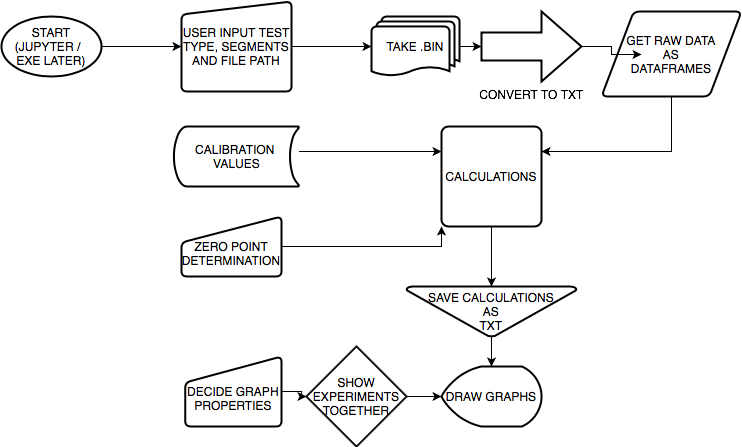 START
(JUPYTER /
EXE LATER)
USER INPUT TEST
TYPE, SEGMENTS
AND FILE PATH
TAKE .BIN
CONVERT TO TXT
GET RAW DATA
AS
DATAFRAMES
CALIBRATION
VALUES
CALCULATIONS
ZERO POINT
DETERMINATION
SAVE CALCULATIONS
AS
TXT
DECIDE GRAPH
PROPERTIES
SHOW
EXPERIMENTS
TOGETHER
DRAW GRAPHS